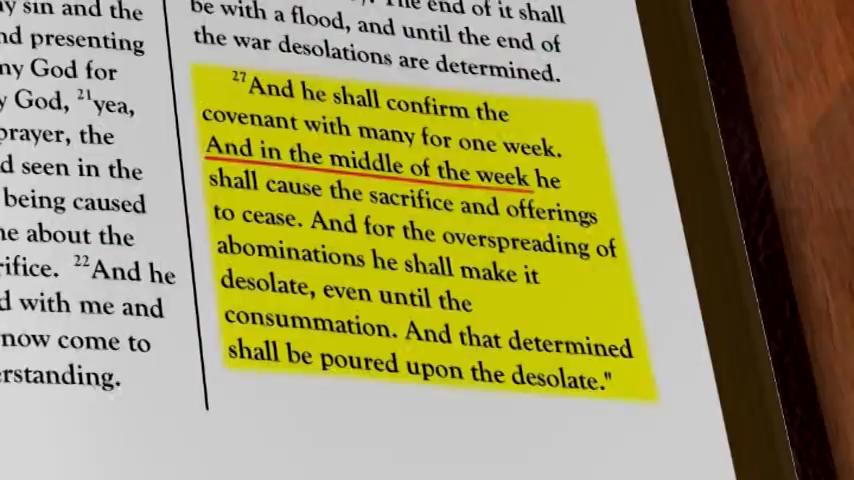 sin and the
presenting
God for
God, ²¹yea,
prayer, the
seen in the
being caused
about the
²²And he
with me and
now come to
be with a flood, and until the end of
the war desolations are determined.
²⁷And he shall confirm the
covenant with many for one week.
And in the middle of the week he
shall cause the sacrifice and offerings
to cease. And for the overspreading of
abominations he shall make it
desolate, even until the
consummation. And that determined
shall be poured upon the desolate."